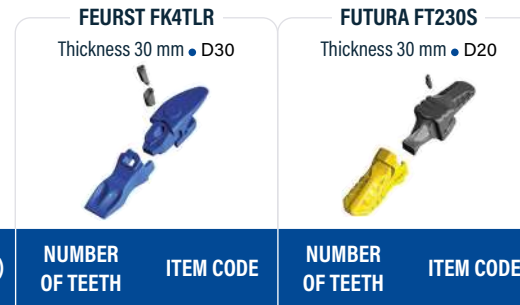 FEURST FK4TLR
Thickness 30 mm • D30
FUTURA FT230S
Thickness 30 mm • D20
)
NUMBER
OF TEETH
ITEM CODE
NUMBER
OF TEETH
ITEM CODE